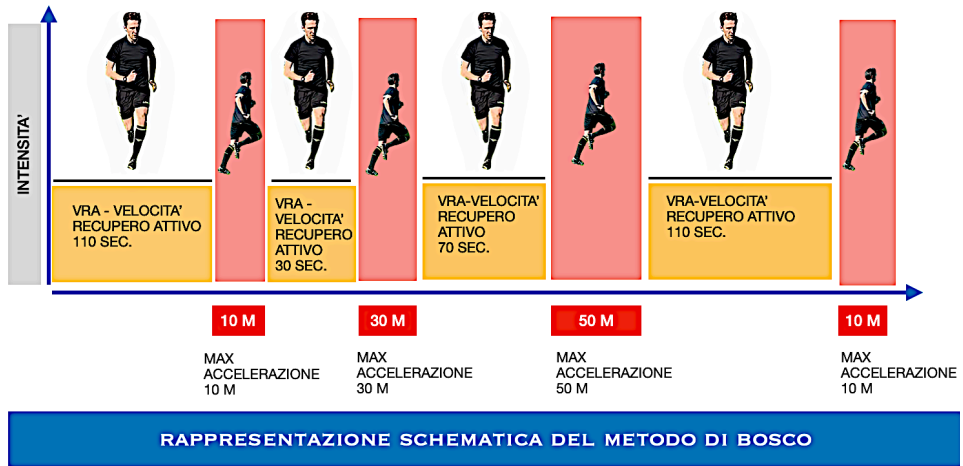 INTENSITA'
VRA - VELOCITA'
RECUPERO ATTIVO
110 SEC.
VRA -
VELOCITA'
RECUPERO
ATTIVO
30 SEC.
VRA-VELOCITA'
RECUPERO
ATTIVO
70 SEC.
VRA-VELOCITA'
RECUPERO ATTIVO
110 SEC.
10 M
30 M
50 M
10 M
MAX
ACCELERAZIONE
10 M
MAX
ACCELERAZIONE
30 M
MAX
ACCELERAZIONE
50 M
MAX
ACCELERAZIONE
10 M
RAPPRESENTAZIONE SCHEMATICA DEL METODO DI BOSCO